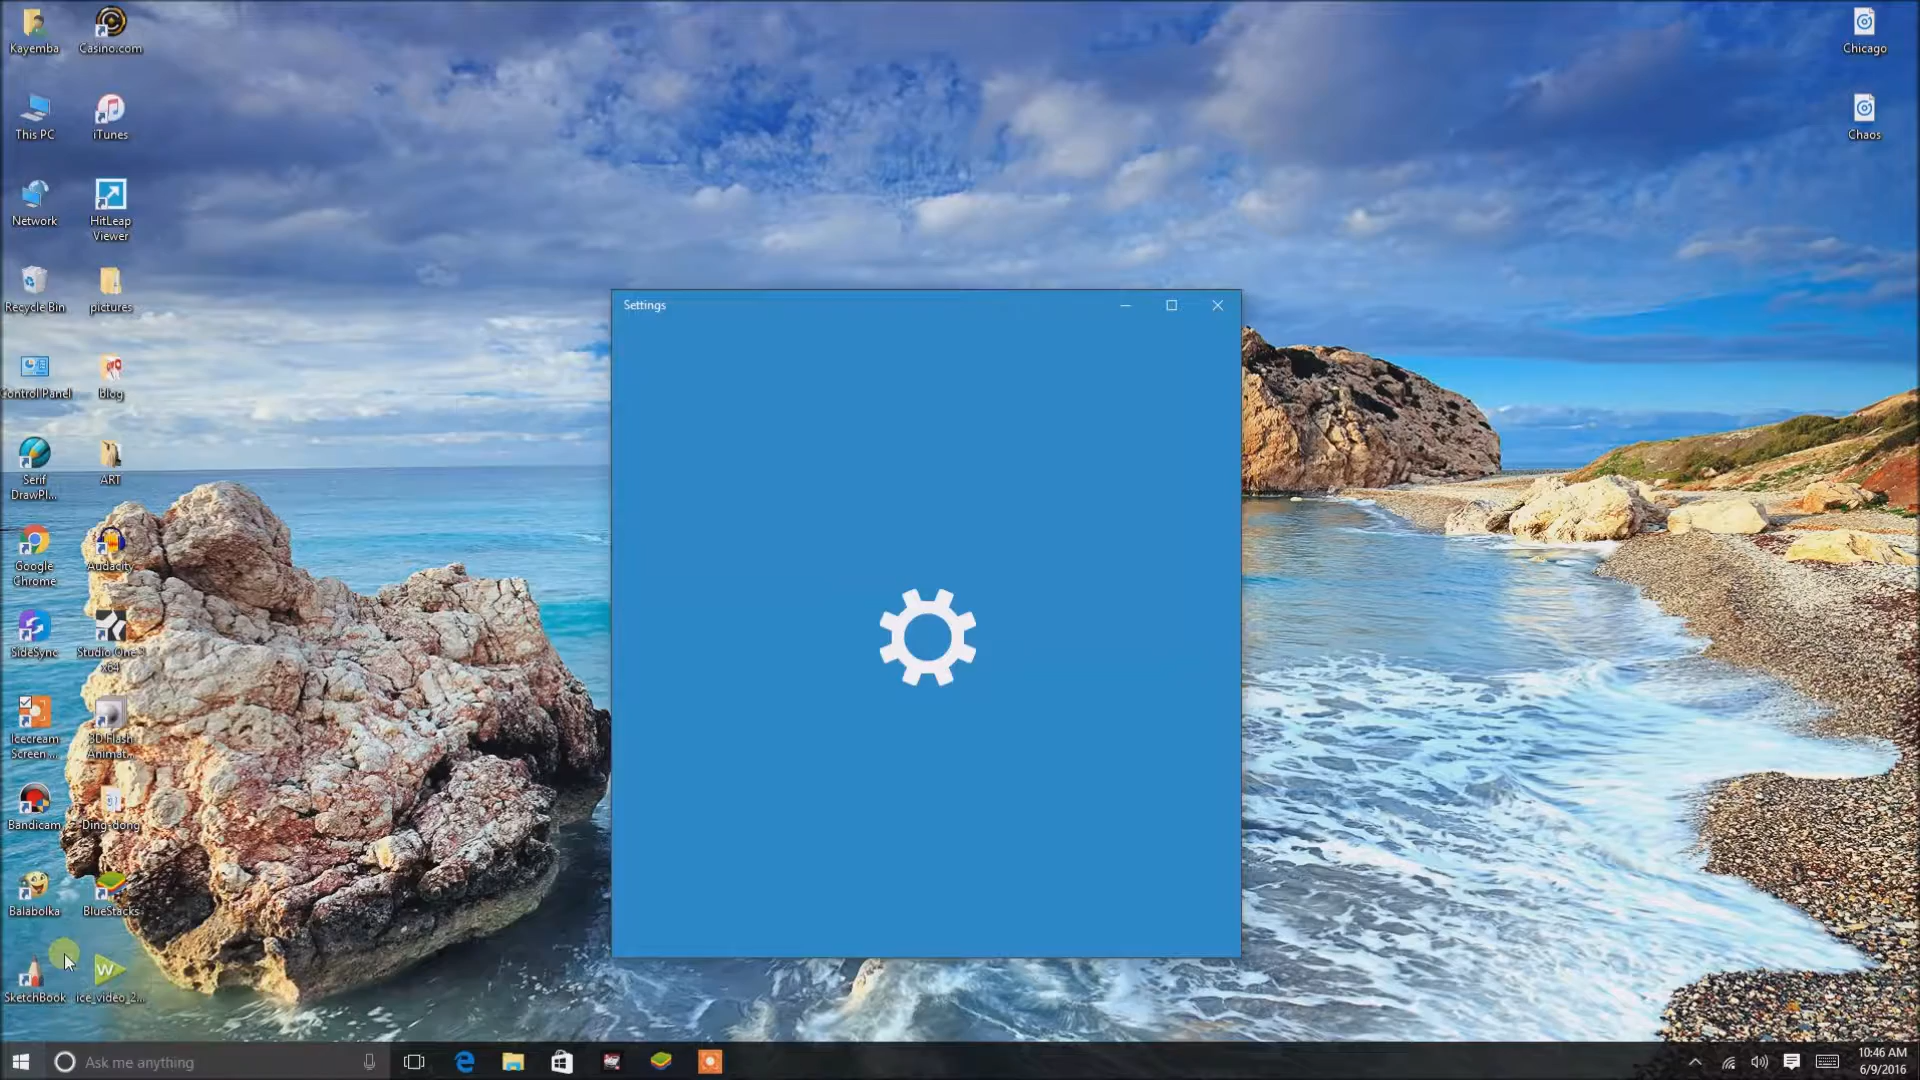 Kayemba
Casino.com
Chicago
This PC
iTunes
Chaos
Network
HitLeap
Viewer
Recycle Bin
pictures
Settings
Control Panel
blog
Serif
DrawPl...
ART
Google
Chrome
Audacity
SideSync
Studio One 3
x64
Icecream
Screen ...
3D Flash
Animat...
Bandicam
Ding-dong
Balabolka
BlueStacks
SketchBook
W
ice_video_2...
Ask me anything
10:46 AM
6/9/2016